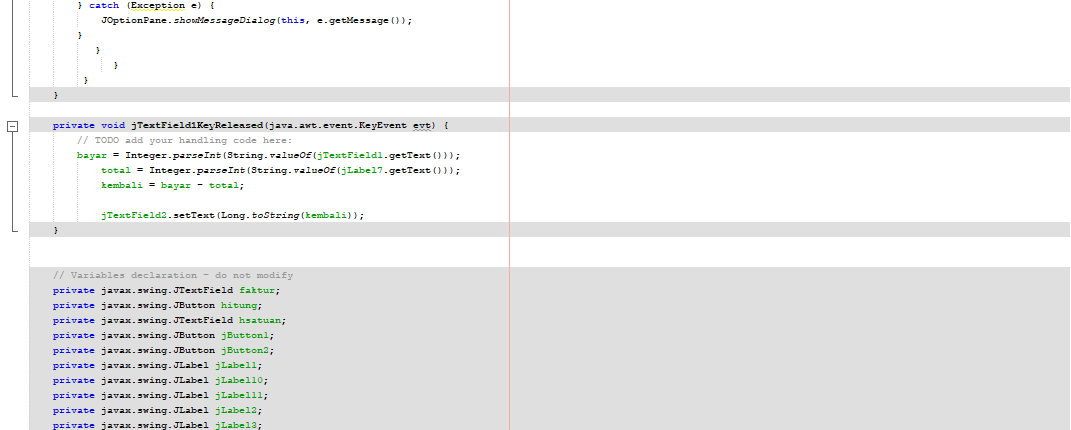 } catch (Exception e) {
JOptionPane.showMessageDialog(this, e.getMessage());
}
}
}
}
}
private void jTextField1KeyReleased(java.awt.event.KeyEvent evt) {
// TODO add your handling code here:
bayar = Integer.parseInt(String.valueOf(jTextField1.getText()));
total = Integer.parseInt(String.valueOf(jLabel7.getText()));
kembali = bayar - total;
jTextField2.setText(Long.toString(kembali));
}
// Variables declaration - do not modify
private javax.swing.JTextField faktur;
private javax.swing.JButton hitung;
private javax.swing.JTextField hsatuan;
private javax.swing.JButton jButton1;
private javax.swing.JButton jButton2;
private javax.swing.JLabel jLabel1;
private javax.swing.JLabel jLabel10;
private javax.swing.JLabel jLabel11;
private javax.swing.JLabel jLabel2;
private javax.swing.JLabel jLabel3;